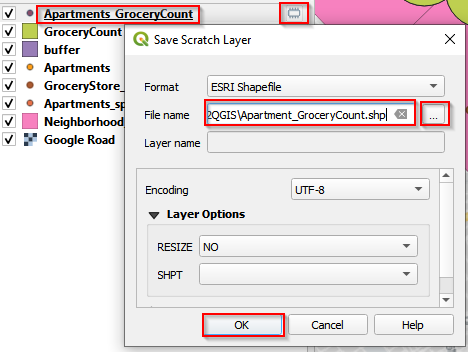 Apartments_GroceryCount
GroceryCount
buffer
Apartments
GroceryStore_
Apartments_sp
Neighborhood_
Google Road
Save Scratch Layer
Format
ESRI Shapefile
File name
2QGIS\Apartment_GroceryCount.shp
...
Layer name
Encoding
UTF-8
Layer Options
RESIZE
NO
SHPT
OK
Cancel
Help